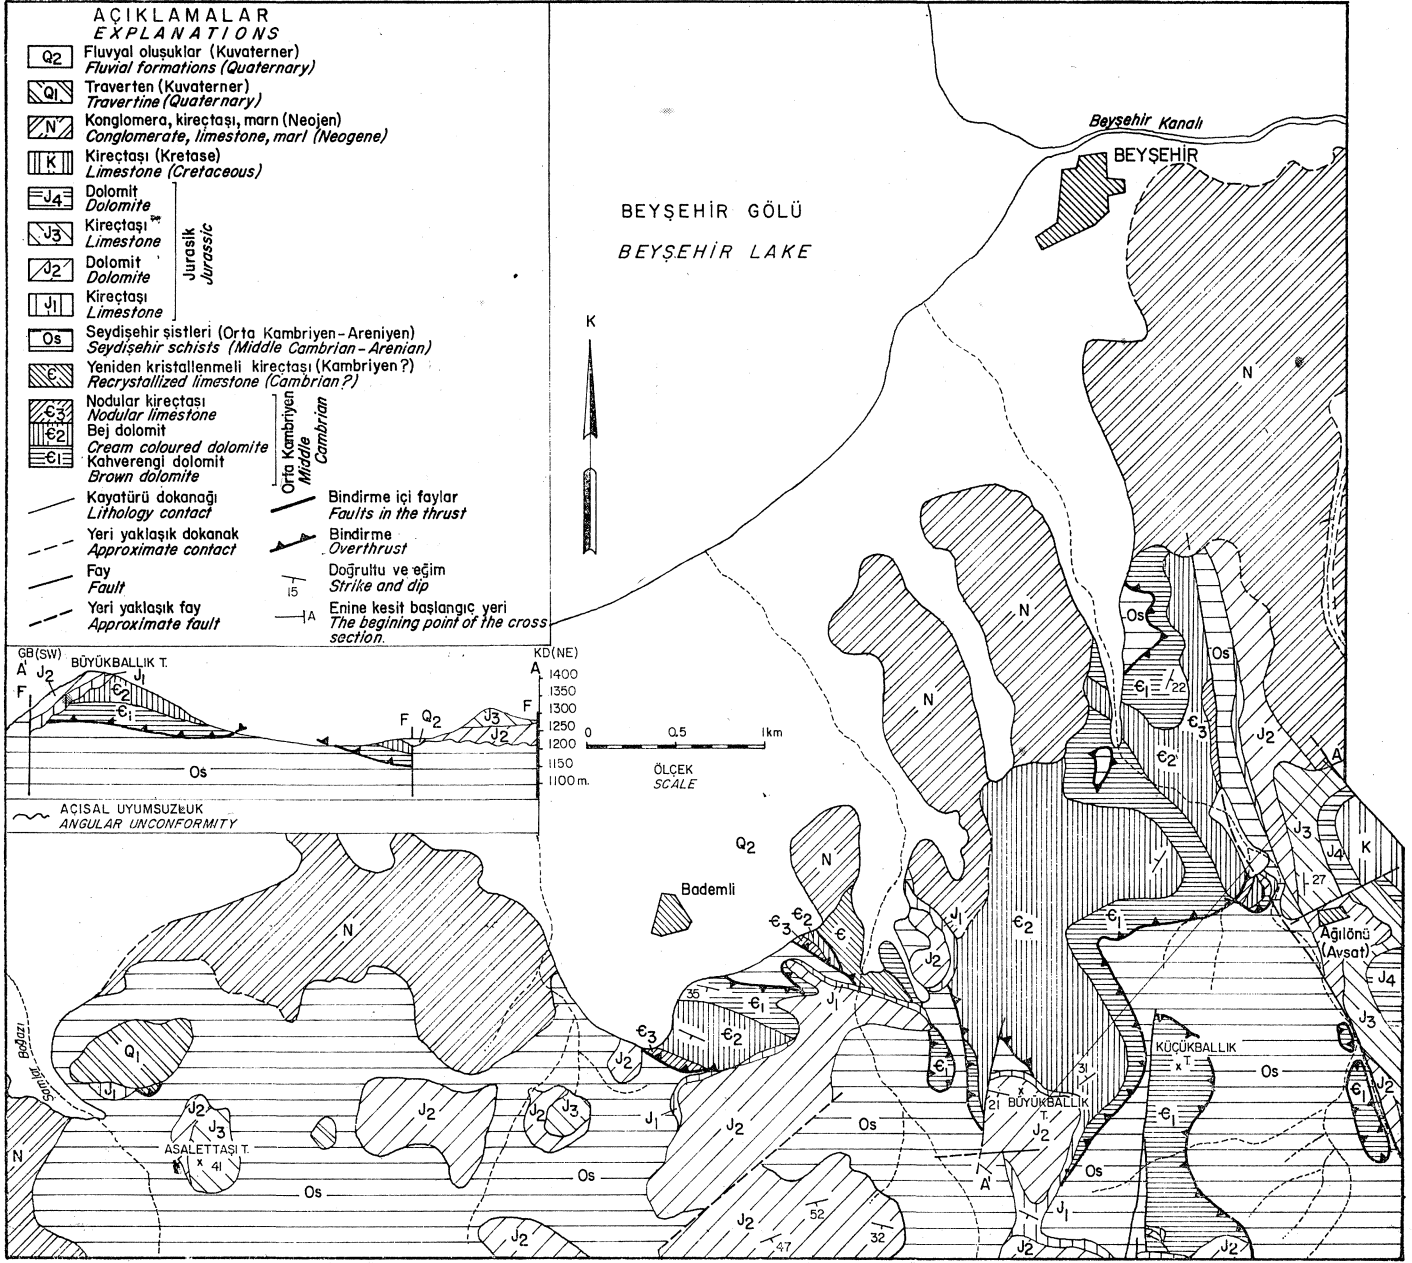 AÇIKLAMALAR
EXPLANATIONS
Q2 Fluvyal oluşuklar (Kuvaterner)
Fluvial formations (Quaternary)
Q1 Traverten (Kuvaterner)
Travertine (Quaternary)
N Konglomera, kireçtaşı, marn (Neojen)
Conglomerate, limestone, marl (Neogene)
K Kireçtaşı (Kretase)
Limestone (Cretaceous)
J4 Dolomit
Dolomite
J3 Kireçtaşı
Limestone
J2 Dolomit
Dolomite
J1 Kireçtaşı
Limestone
Jurasik
Jurassic
Os Seydişehir şistleri (Orta Kambriyen-Areniyen)
Seydişehir schists (Middle Cambrian-Arenian)
Є Yeniden kristallenmeli kireçtaşı (Kambriyen?)
Recrystallized limestone (Cambrian?)
Є3 Nodular kireçtası
Nodular limestone
Є2 Bej dolomit
Cream coloured dolomite
Є1 Kahverengi dolomit
Brown dolomite
Orta Kambriyen
Middle
Cambrian
Kayatürü dokanağı
Lithology contact
Yeri yaklaşık dokanak
Approximate contact
Fay
Fault
Yeri yaklaşık fay
Approximate fault
Bindirme içi faylar
Faults in the thrust
Bindirme
Overthrust
15 Doğrultu ve eğim
Strike and dip
A Enine kesit başlangıç yeri
The begining point of the cross
section.
GB(SW) KD(NE)
A' J2 BÜYÜKBALLIK T. J1 A
F Є2 Є1 F Q2 J3 J2 F
Os
1400
1350
1300
1250
1200
1150
1100 m.
AÇISAL UYUMSUZLUK
ANGULAR UNCONFORMITY
BEYŞEHİR GÖLÜ
BEYŞEHİR LAKE
K
0 0.5 1km
ÖLÇEK
SCALE
Beyşehir Kanalı
BEYŞEHİR
N
N
N
Os
Os
Є1
22
Є3
Є2
J2
A
J3
J4
K
27
Q2
Bademli
N
Є2
Є3
Є
J1
J2
Є2
Є1
Ağılönü
(Avsat)
J4
J3
N
35
Є1
J1
Є3
Є2
J2
Є1
KÜÇÜKBALLIK
T.
Os
Boğazı
Q1
J1
J2
J3
ASALETTAŞI T.
41
N
J2
J2
J3
J1
J2
Os
21
BÜYÜKBALLIK
T.
31
J2
Є1
Є1
J2
Os
Os
A'
Os
J1
J2
52
47
32
J2
J2
J2